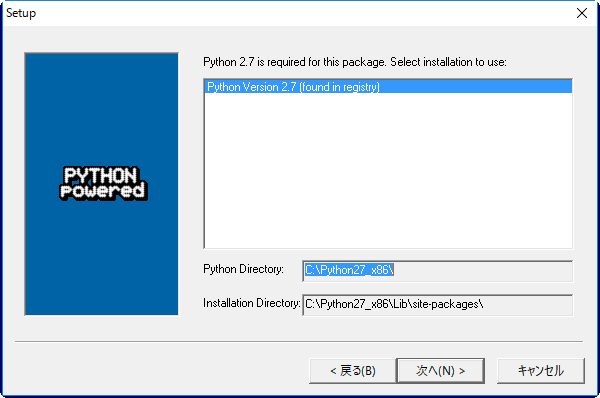 Setup
Python 2.7 is required for this package. Select installation to use:
Python Version 2.7 (found in registry)
PYTHON
powered
Python Directory: C:\Python27_x86\
Installation Directory: C:\Python27_x86\Lib\site-packages\
< 戻る(B) 次へ(N) > キャンセル